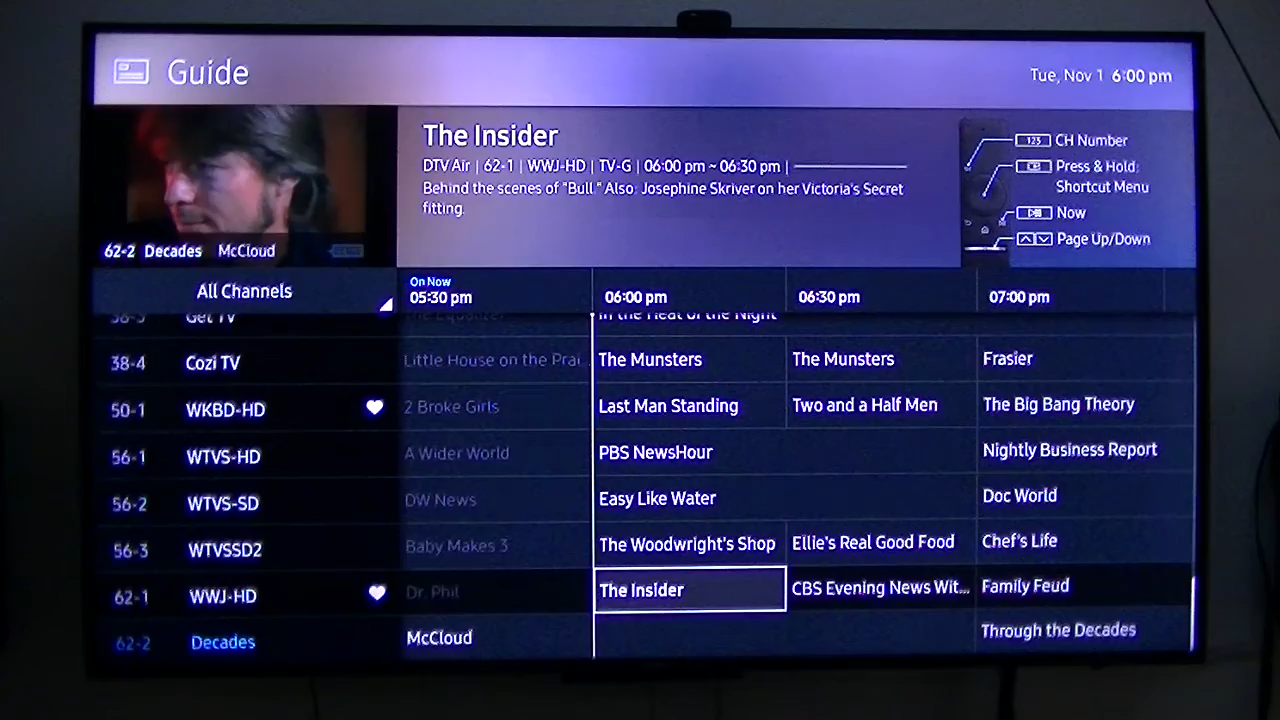 Guide
Tue, Nov 1 6:00 pm
The Insider
DTV Air | 62-1 | WWJ-HD | TV-G | 06:00 pm ~ 06:30 pm |
Behind the scenes of "Bull." Also: Josephine Skriver on her Victoria's Secret
fitting.
123 CH Number
Press & Hold:
Shortcut Menu
Now
Page Up/Down
62-2 Decades McCloud
All Channels
On Now
05:30 pm 06:00 pm 06:30 pm 07:00 pm
38-3 Get TV The Equalizer In the Heat of the Night
38-4 Cozi TV Little House on the Prai... The Munsters The Munsters Frasier
50-1 WKBD-HD 2 Broke Girls Last Man Standing Two and a Half Men The Big Bang Theory
56-1 WTVS-HD A Wider World PBS NewsHour Nightly Business Report
56-2 WTVS-SD DW News Easy Like Water Doc World
56-3 WTVSSD2 Baby Makes 3 The Woodwright's Shop Ellie's Real Good Food Chef's Life
62-1 WWJ-HD Dr. Phil The Insider CBS Evening News Wit... Family Feud
62-2 Decades McCloud Through the Decades